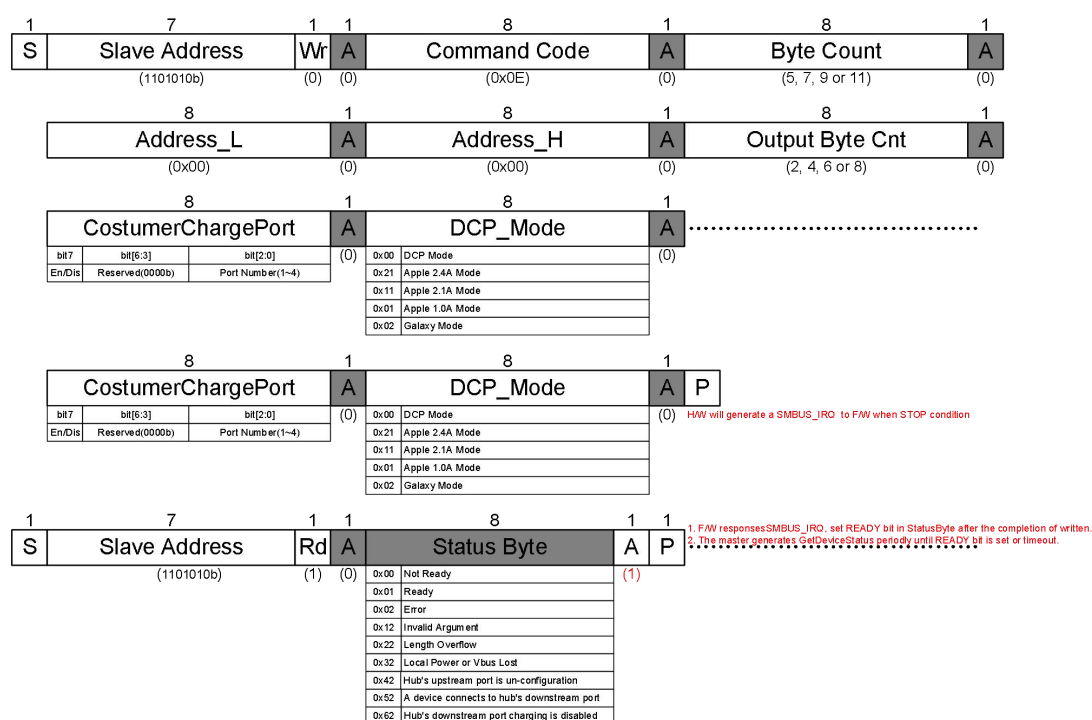 1 7 1 1 8 1 8 1
S Slave Address Wr A Command Code A Byte Count A
(1101010b) (0) (0) (0x0E) (0) (5, 7, 9 or 11) (0)
8 1 8 1 8 1
Address_L A Address_H A Output Byte Cnt A
(0x00) (0) (0x00) (0) (2, 4, 6 or 8) (0)
8 1 8 1
CostumerChargePort A DCP_Mode A
bit7 bit[6:3] bit[2:0] (0) 0x00 DCP Mode (0)
En/Dis Reserved(0000b) Port Number(1~4) 0x21 Apple 2.4A Mode
0x11 Apple 2.1A Mode
0x01 Apple 1.0A Mode
0x02 Galaxy Mode
8 1 8 1
CostumerChargePort A DCP_Mode A P
bit7 bit[6:3] bit[2:0] (0) 0x00 DCP Mode (0) H/W will generate a SMBUS_IRQ to F/W when STOP condition
En/Dis Reserved(0000b) Port Number(1~4) 0x21 Apple 2.4A Mode
0x11 Apple 2.1A Mode
0x01 Apple 1.0A Mode
0x02 Galaxy Mode
1 7 1 1 8 1 1
1. F/W responsesSMBUS_IRQ, set READY bit in StatusByte after the completion of written.
S Slave Address Rd A Status Byte A P 2. The master generates GetDeviceStatus periodly until READY bit is set or timeout.
(1101010b) (1) (0) 0x00 Not Ready (1)
0x01 Ready
0x02 Error
0x12 Invalid Argument
0x22 Length Overflow
0x32 Local Power or Vbus Lost
0x42 Hub's upstream port is un-configuration
0x52 A device connects to hub's downstream port
0x62 Hub's downstream port charging is disabled